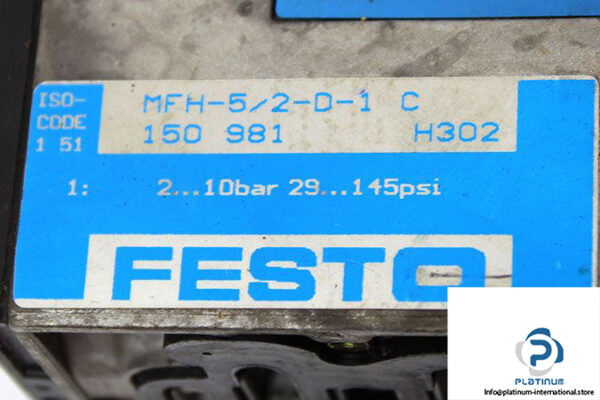 ISO-
CODE
1 51
MFH-5/2-D-1 C
150 981 H302
1: 2...10bar 29...145psi
FESTO
PLATINUM
Info@platinum-international.store